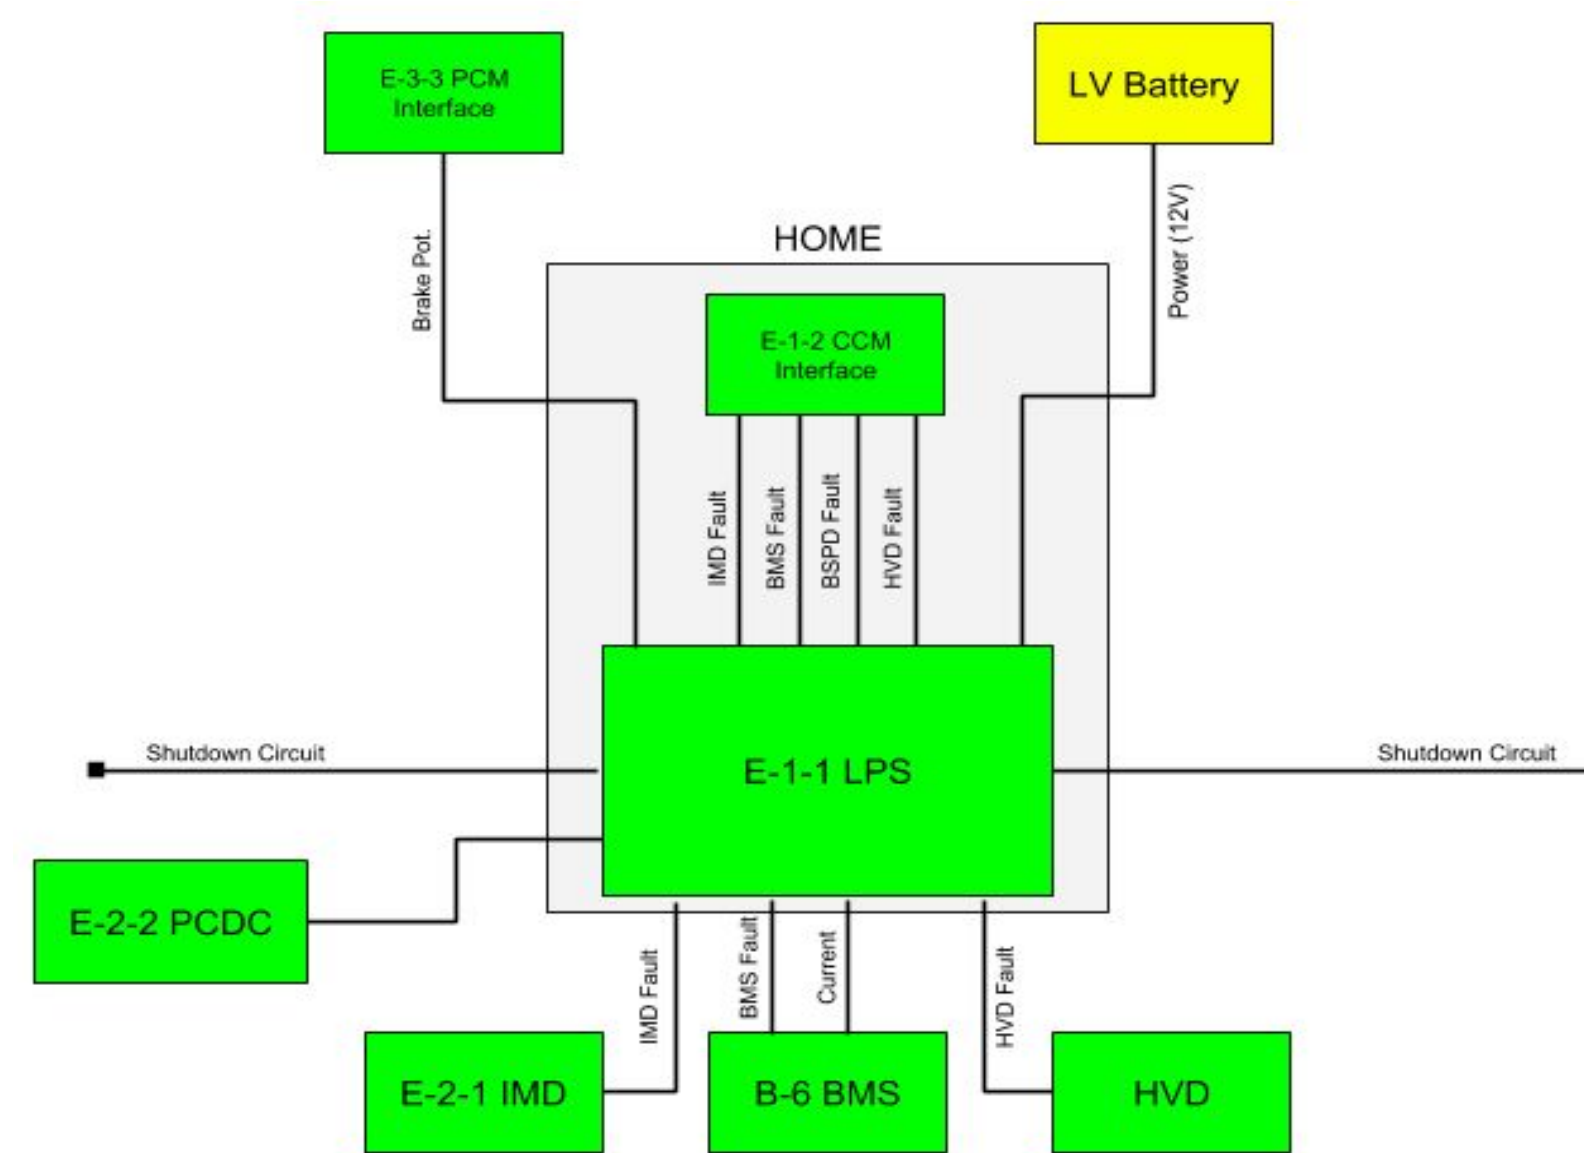 E-3-3 PCM
Interface
LV Battery
Brake Pot.
Power (12V)
HOME
E-1-2 CCM
Interface
IMD Fault
BMS Fault
BSPD Fault
HVD Fault
Shutdown Circuit
E-1-1 LPS
Shutdown Circuit
E-2-2 PCDC
IMD Fault
BMS Fault
Current
HVD Fault
E-2-1 IMD
B-6 BMS
HVD